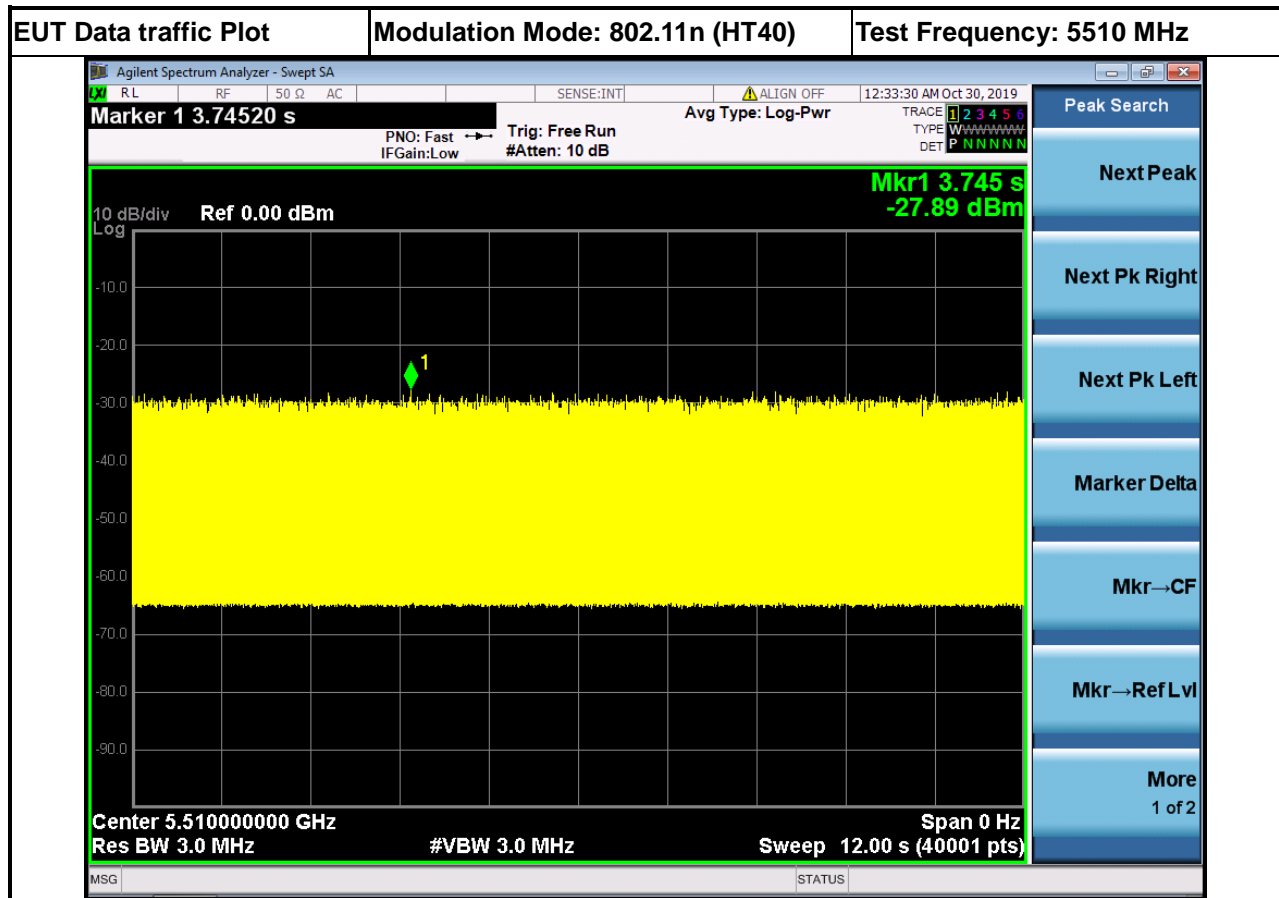 EUT Data traffic Plot Modulation Mode: 802.11n (HT40) Test Frequency: 5510 MHz
Agilent Spectrum Analyzer - Swept SA
LXI RL RF 50 Ω AC SENSE:INT ALIGN OFF 12:33:30 AM Oct 30, 2019
Marker 1 3.74520 s
PNO: Fast
IFGain:Low
Trig: Free Run
#Atten: 10 dB
Avg Type: Log-Pwr
TRACE 1 2 3 4 5 6
TYPE WWWWWWW
DET P N N N N N
Peak Search
Mkr1 3.745 s
-27.89 dBm
10 dB/div Ref 0.00 dBm
Log
-10.0
-20.0
-30.0
-40.0
-50.0
-60.0
-70.0
-80.0
-90.0
1
Center 5.510000000 GHz Span 0 Hz
Res BW 3.0 MHz #VBW 3.0 MHz Sweep 12.00 s (40001 pts)
Next Peak
Next Pk Right
Next Pk Left
Marker Delta
Mkr→CF
Mkr→Ref Lvl
More
1 of 2
MSG STATUS